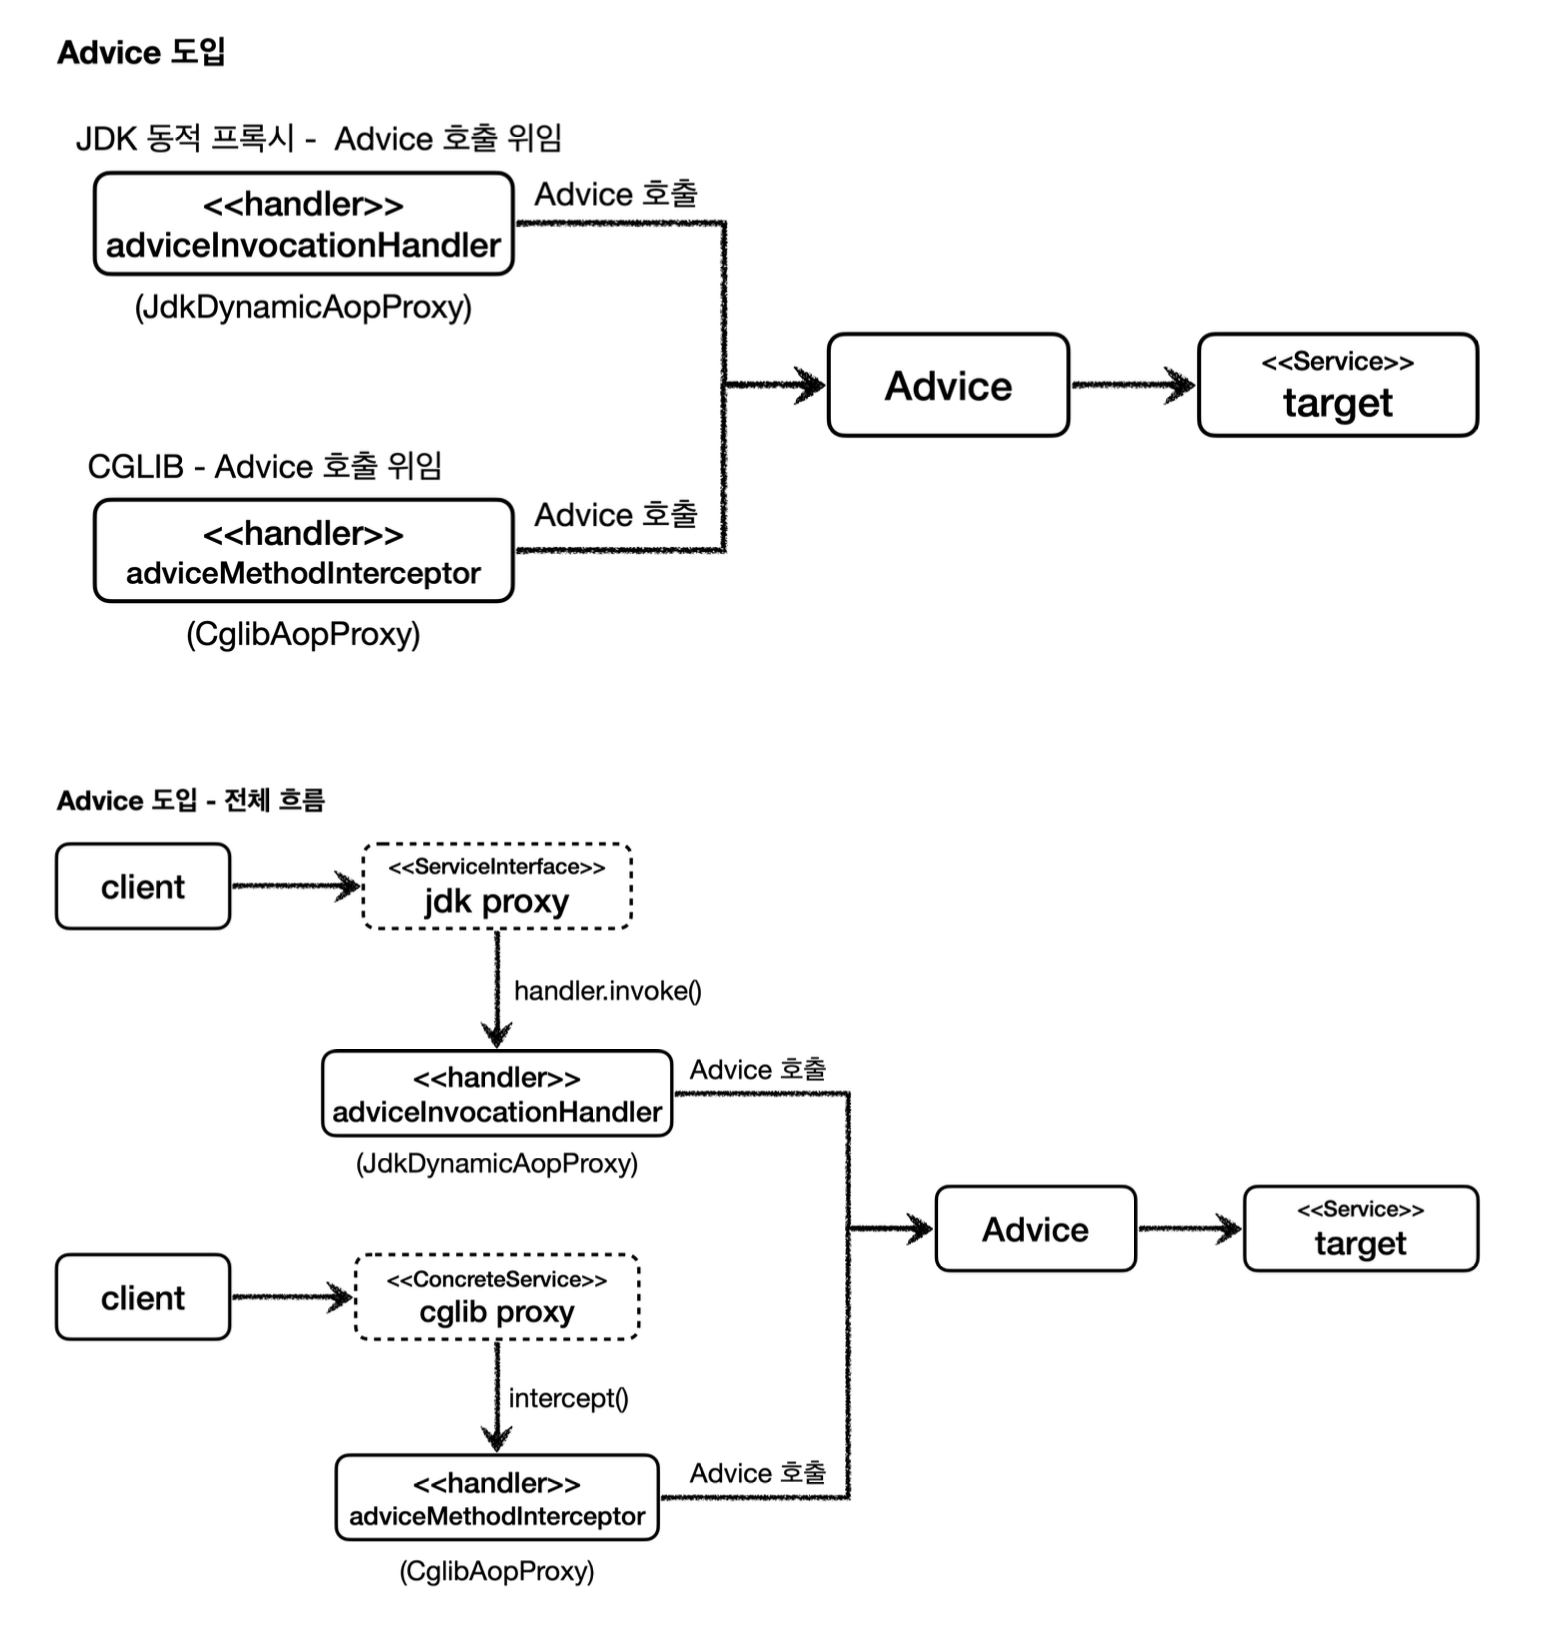 Advice 도입
JDK 동적 프록시 - Advice 호출 위임
<<handler>>
adviceInvocationHandler
(JdkDynamicAopProxy)
Advice 호출
CGLIB - Advice 호출 위임
<<handler>>
adviceMethodInterceptor
(CglibAopProxy)
Advice 호출
Advice
<<Service>>
target
Advice 도입 - 전체 흐름
client
<<ServiceInterface>>
jdk proxy
handler.invoke()
<<handler>>
adviceInvocationHandler
(JdkDynamicAopProxy)
Advice 호출
client
<<ConcreteService>>
cglib proxy
intercept()
<<handler>>
adviceMethodInterceptor
(CglibAopProxy)
Advice 호출
Advice
<<Service>>
target